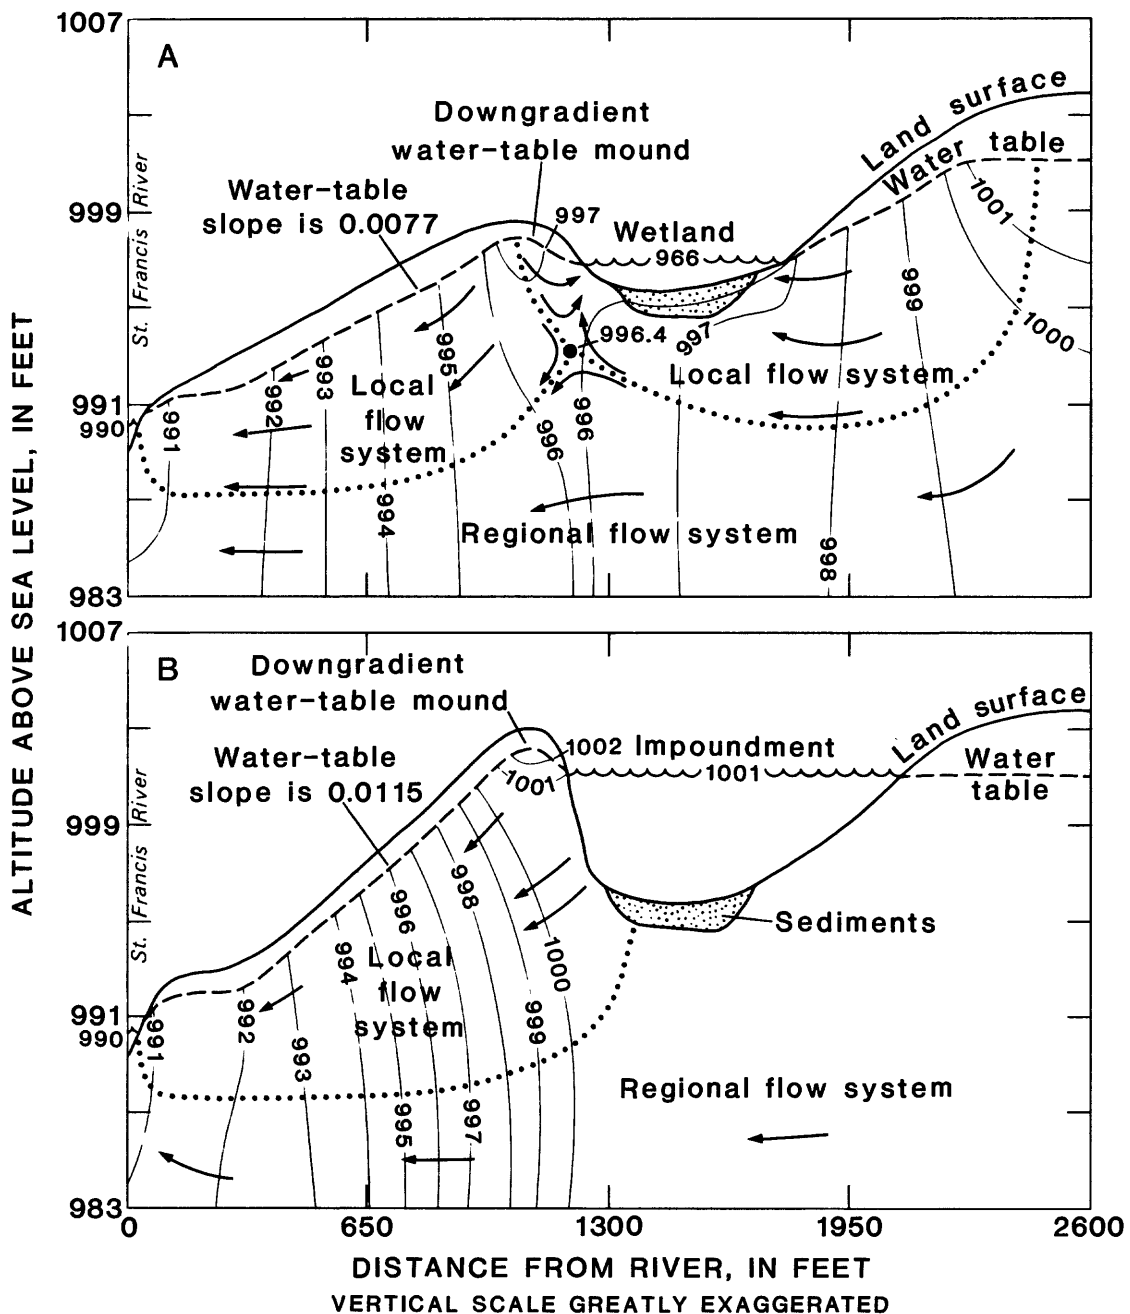 1007
A
Land surface
Downgradient
water-table mound
Water table
Water-table
slope is 0.0077
1001
St. Francis River
999
997
Wetland
966
999
1000
996.4
997
995
993
Local flow system
Local
flow
system
992
991
991
990
996
996
994
Regional flow system
998
983
ALTITUDE ABOVE SEA LEVEL, IN FEET
1007
B
Downgradient
water-table mound
Land surface
1002
Impoundment
Water-table
slope is 0.0115
1001
1001
Water
table
St. Francis River
999
998
996
Sediments
994
Local
flow
system
1000
999
992
991
990
991
993
995
997
Regional flow system
983
0
650
1300
1950
2600
DISTANCE FROM RIVER, IN FEET
VERTICAL SCALE GREATLY EXAGGERATED